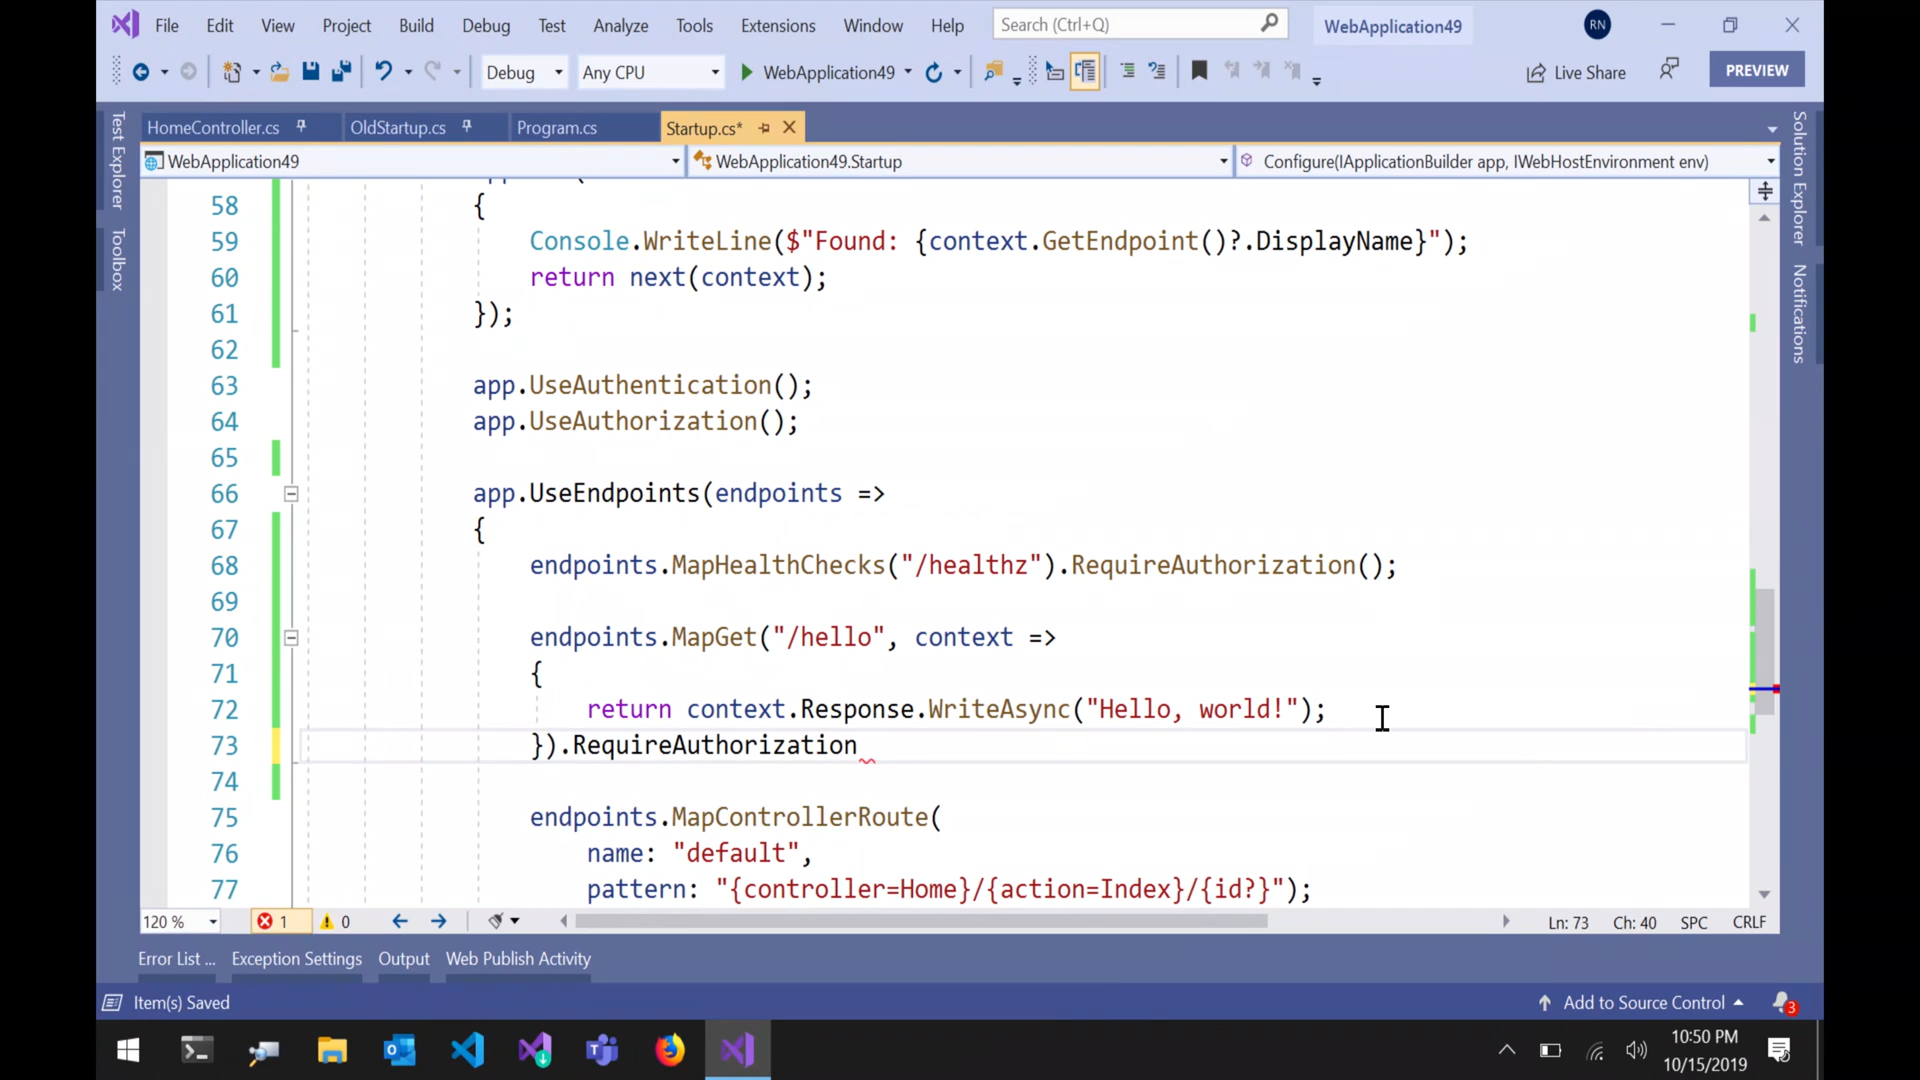 File Edit View Project Build Debug Test Analyze Tools Extensions Window Help Search (Ctrl+Q) WebApplication49 RN
Debug Any CPU WebApplication49 Live Share PREVIEW
Test Explorer
Toolbox
HomeController.cs OldStartup.cs Program.cs Startup.cs*
WebApplication49 WebApplication49.Startup Configure(IApplicationBuilder app, IWebHostEnvironment env)
58 {
59 Console.WriteLine($"Found: {context.GetEndpoint()?.DisplayName}");
60 return next(context);
61 });
62
63 app.UseAuthentication();
64 app.UseAuthorization();
65
66 app.UseEndpoints(endpoints =>
67 {
68 endpoints.MapHealthChecks("/healthz").RequireAuthorization();
69
70 endpoints.MapGet("/hello", context =>
71 {
72 return context.Response.WriteAsync("Hello, world!");
73 }).RequireAuthorization
74
75 endpoints.MapControllerRoute(
76 name: "default",
77 pattern: "{controller=Home}/{action=Index}/{id?}");
Solution Explorer
Notifications
120 % 1 0 Ln: 73 Ch: 40 SPC CRLF
Error List ... Exception Settings Output Web Publish Activity
Item(s) Saved Add to Source Control 3
10:50 PM
10/15/2019